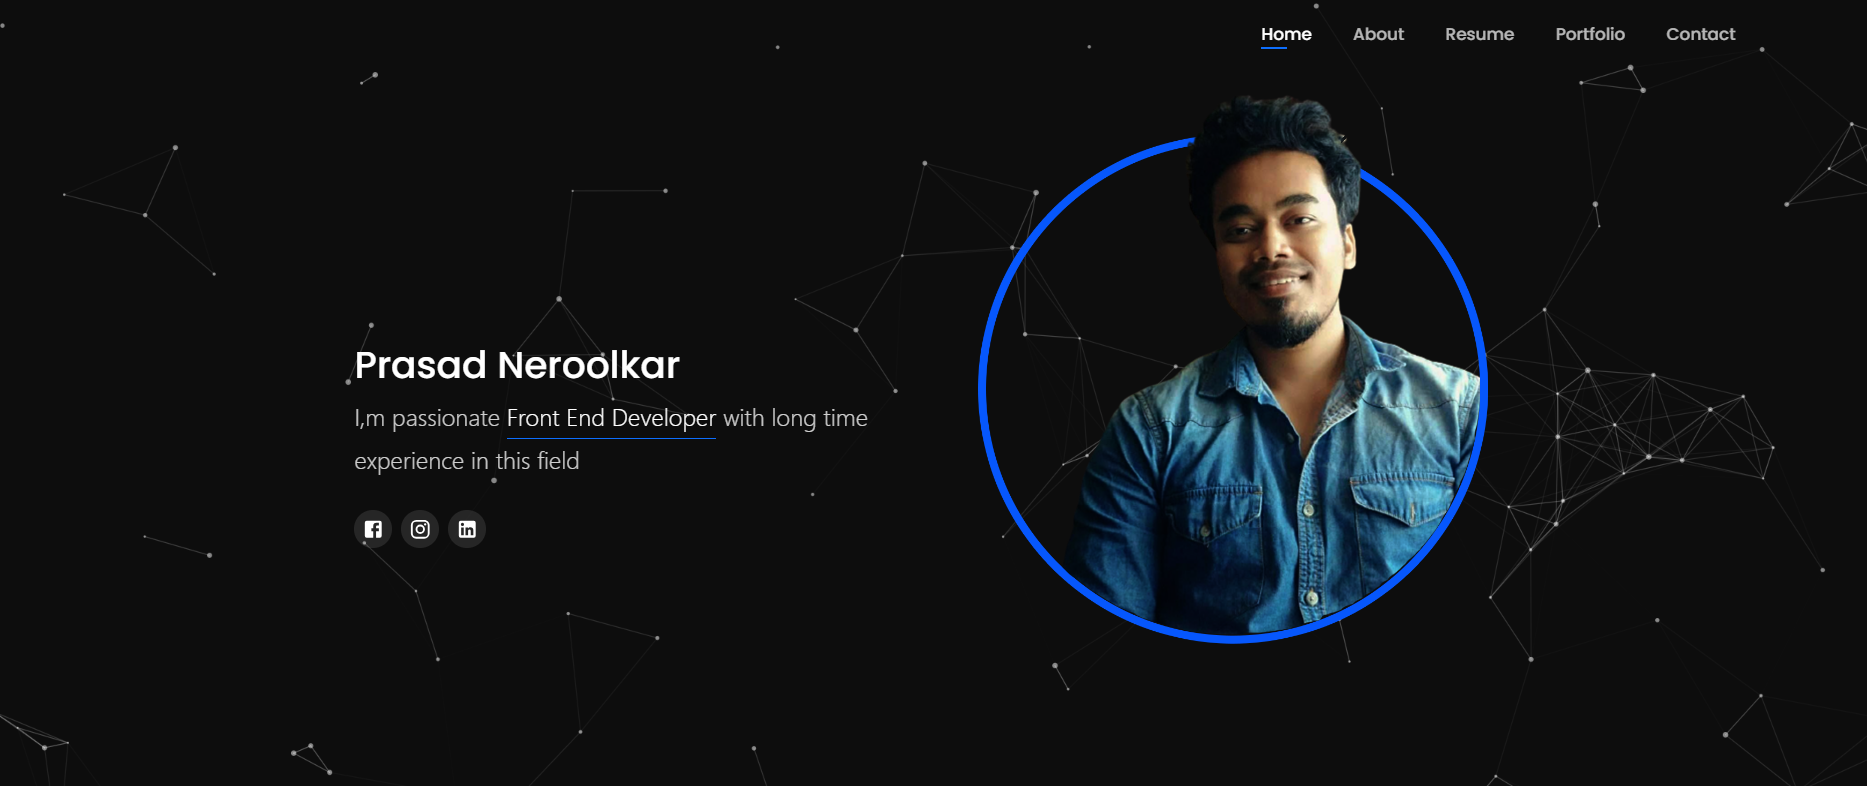 Home About Resume Portfolio Contact
Prasad Neroolkar
I,m passionate Front End Developer with long time
experience in this field